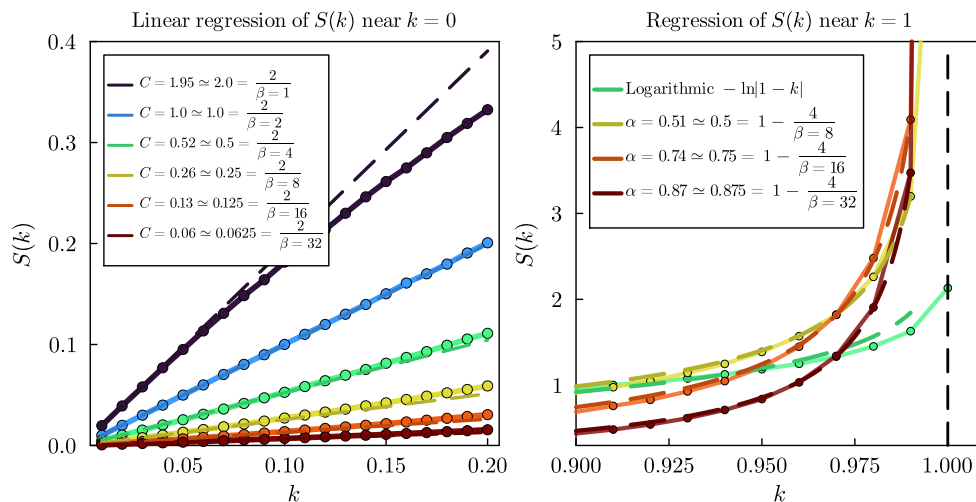 Linear regression of S(k) near k = 0
S(k)
0.4
0.3
0.2
0.1
0.0
C = 1.95 ≃ 2.0 = 2/β=1
C = 1.0 ≃ 1.0 = 2/β=2
C = 0.52 ≃ 0.5 = 2/β=4
C = 0.26 ≃ 0.25 = 2/β=8
C = 0.13 ≃ 0.125 = 2/β=16
C = 0.06 ≃ 0.0625 = 2/β=32
0.05 0.10 0.15 0.20
k
Regression of S(k) near k = 1
S(k)
5
4
3
2
1
Logarithmic − ln|1 − k|
α = 0.51 ≃ 0.5 = 1 − 4/β=8
α = 0.74 ≃ 0.75 = 1 − 4/β=16
α = 0.87 ≃ 0.875 = 1 − 4/β=32
0.900 0.925 0.950 0.975 1.000
k